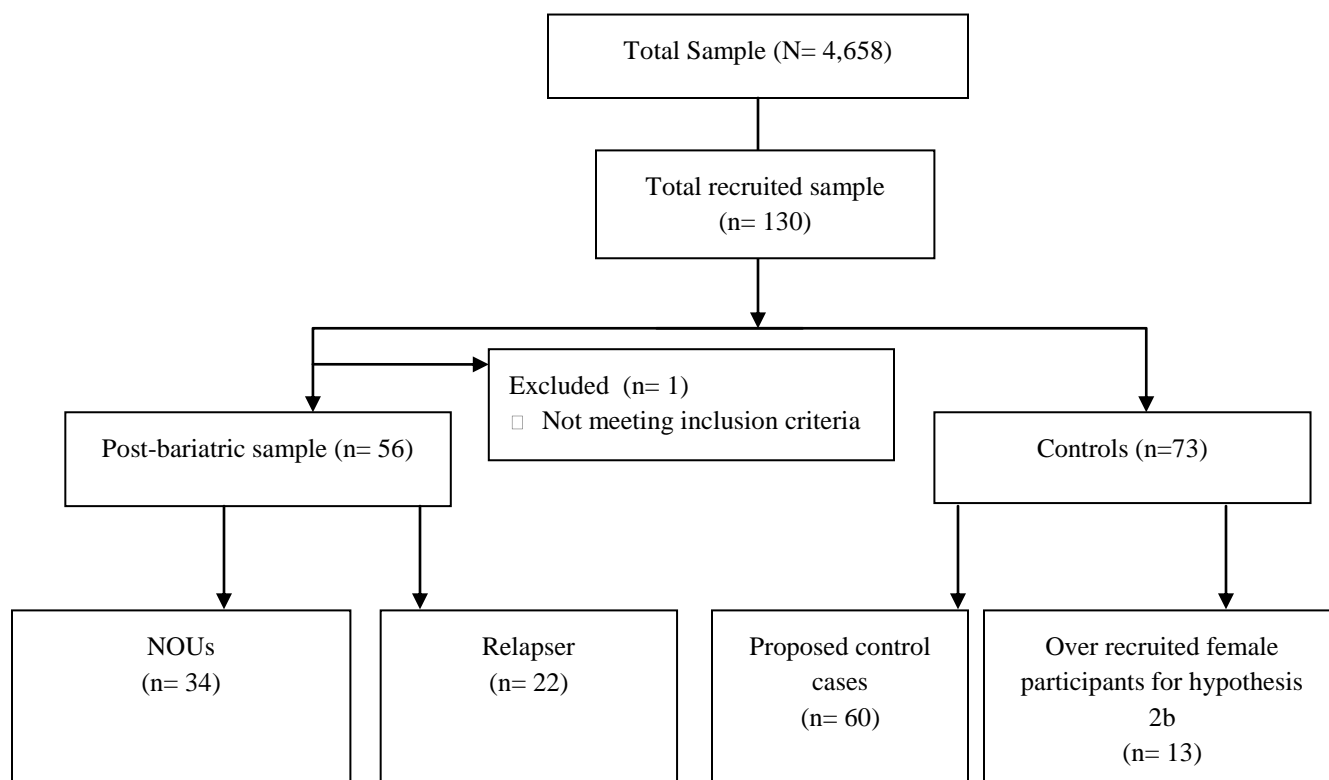 Total Sample (N= 4,658)
Total recruited sample
(n= 130)
Excluded  (n= 1)
Not meeting inclusion criteria
Post-bariatric sample (n= 56)
Controls (n=73)
NOUs
(n= 34)
Relapser
(n= 22)
Proposed control
cases
(n= 60)
Over recruited female
participants for hypothesis
2b
(n= 13)